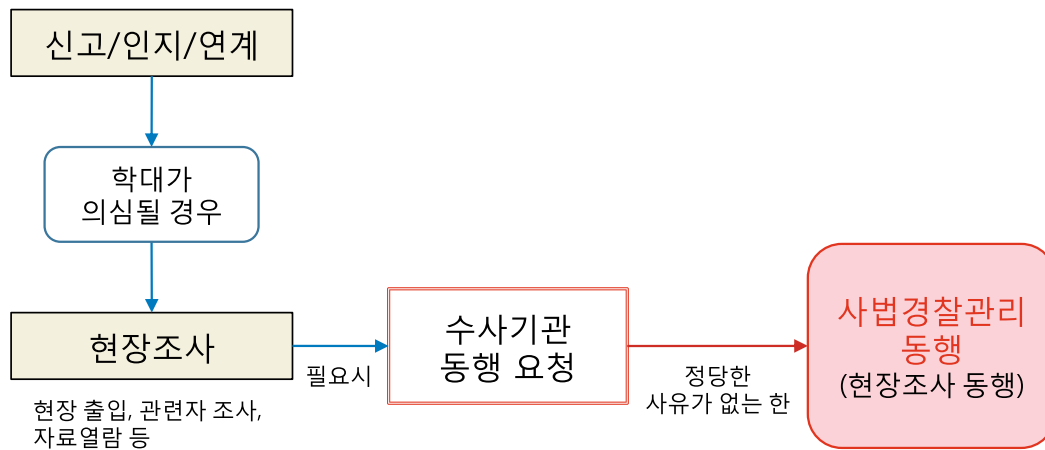 신고/인지/연계
학대가
의심될 경우
현장조사
현장 출입, 관련자 조사,
자료열람 등
필요시
수사기관
동행 요청
정당한
사유가 없는 한
사법경찰관리
동행
(현장조사 동행)